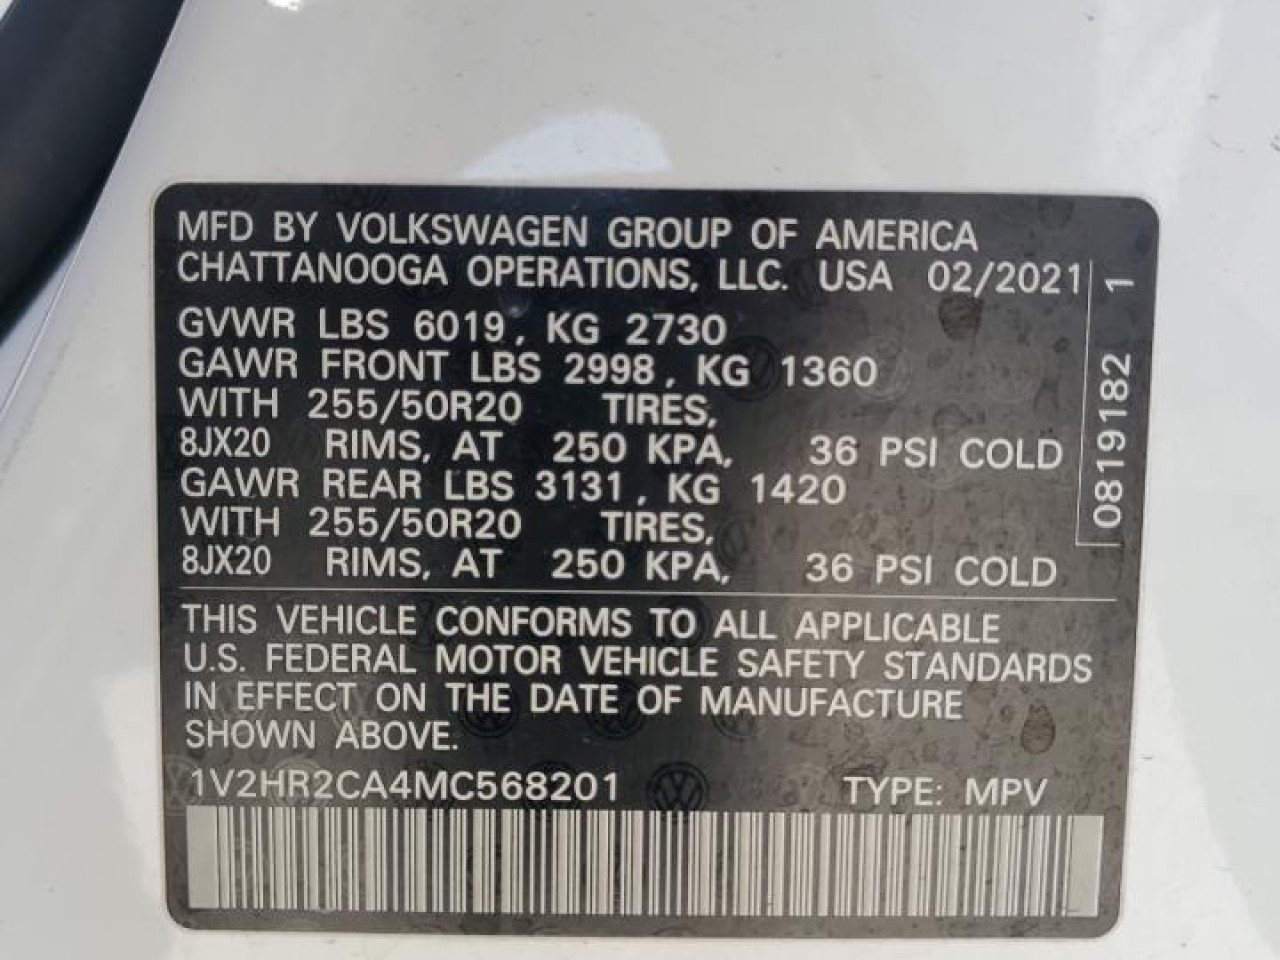 MFD BY VOLKSWAGEN GROUP OF AMERICA
CHATTANOOGA OPERATIONS, LLC. USA 02/2021
GVWR LBS 6019, KG 2730
GAWR FRONT LBS 2998, KG 1360
WITH 255/50R20 TIRES,
8JX20 RIMS, AT 250 KPA, 36 PSI COLD
GAWR REAR LBS 3131, KG 1420
WITH 255/50R20 TIRES,
8JX20 RIMS, AT 250 KPA, 36 PSI COLD
0819182 1
THIS VEHICLE CONFORMS TO ALL APPLICABLE
U.S. FEDERAL MOTOR VEHICLE SAFETY STANDARDS
IN EFFECT ON THE DATE OF MANUFACTURE
SHOWN ABOVE.
1V2HR2CA4MC568201 TYPE: MPV